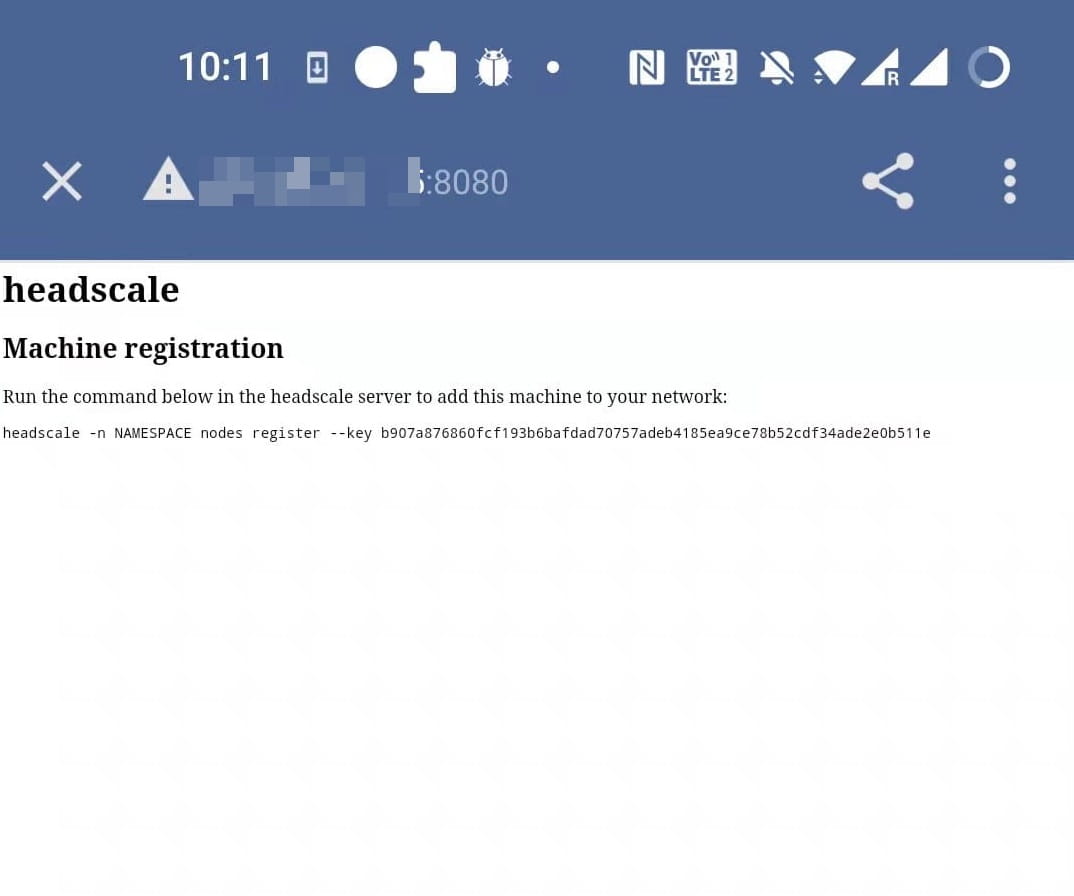 10:11
Vo)) 1
LTE 2
R
:8080
headscale
Machine registration
Run the command below in the headscale server to add this machine to your network:
headscale -n NAMESPACE nodes register --key b907a876860fcf193b6bafdad70757adeb4185ea9ce78b52cdf34ade2e0b511e